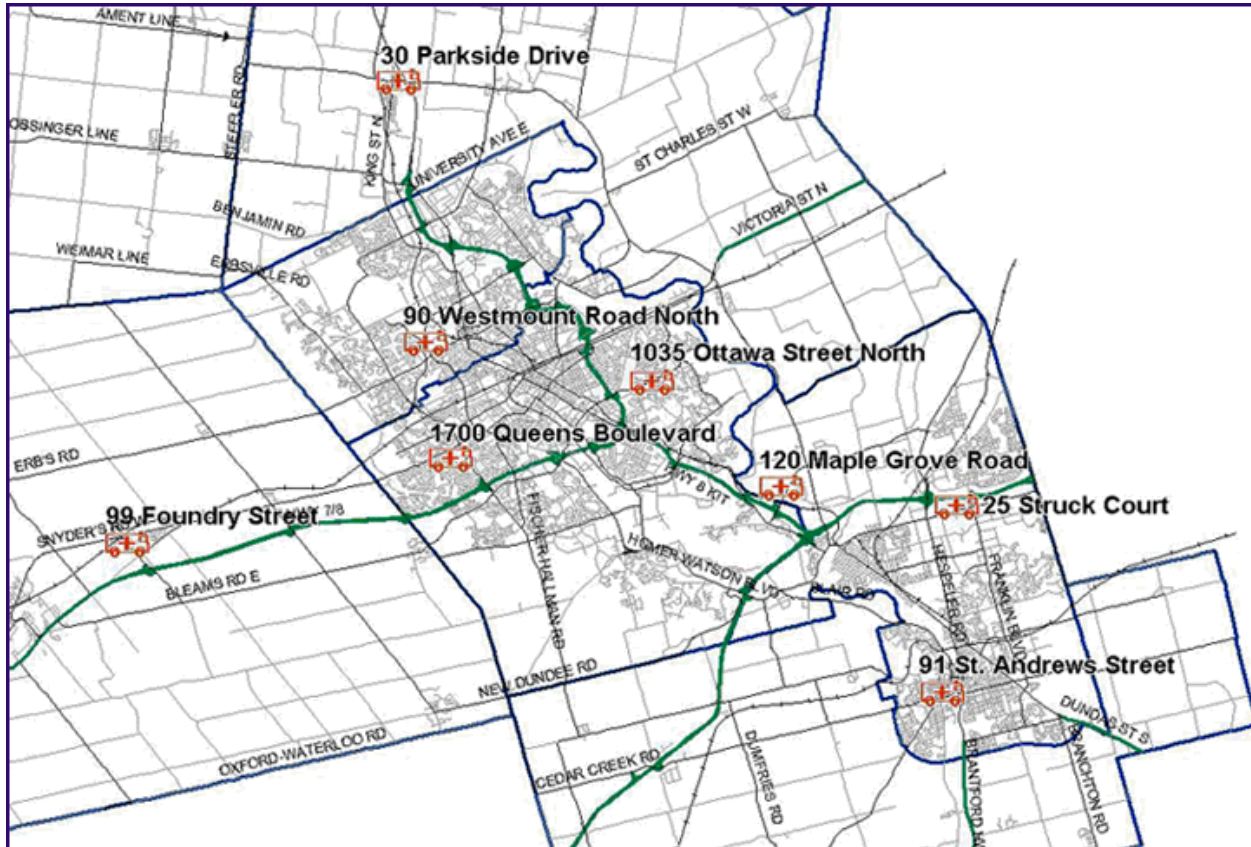 AMENT LINE
30 Parkside Drive
STEFFLER RD
OSSINGER LINE
KING ST N
UNIVERSITY AVE E
ST CHARLES ST W
BENJAMIN RD
VICTORIA ST N
WEIMAR LINE
ERBSVILLE RD
90 Westmount Road North
1035 Ottawa Street North
1700 Queens Boulevard
ERB'S RD
120 Maple Grove Road
HWY 8 KIT
25 Struck Court
99 Foundry Street
SNYDER'S RD W
HWY 7/8
FISCHER-HALLMAN RD
HOMER WATSON BLVD
BLEAMS RD E
BLAIR RD
HESPELER RD
FRANKLIN BLVD
NEW DUNDEE RD
91 St. Andrews Street
OXFORD-WATERLOO RD
DUNDAS ST S
CEDAR CREEK RD
DUMFRIES RD
BRANTFORD HW
BRANCHTON RD